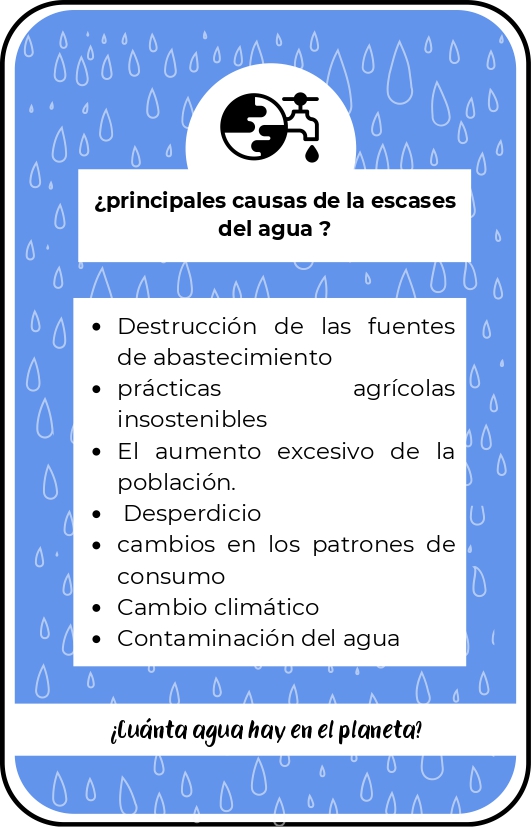 ¿principales causas de la escases
del agua ?
• Destrucción de las fuentes
de abastecimiento
• prácticas agrícolas
insostenibles
• El aumento excesivo de la
población.
• Desperdicio
• cambios en los patrones de
consumo
• Cambio climático
• Contaminación del agua
¿Cuánta agua hay en el planeta?